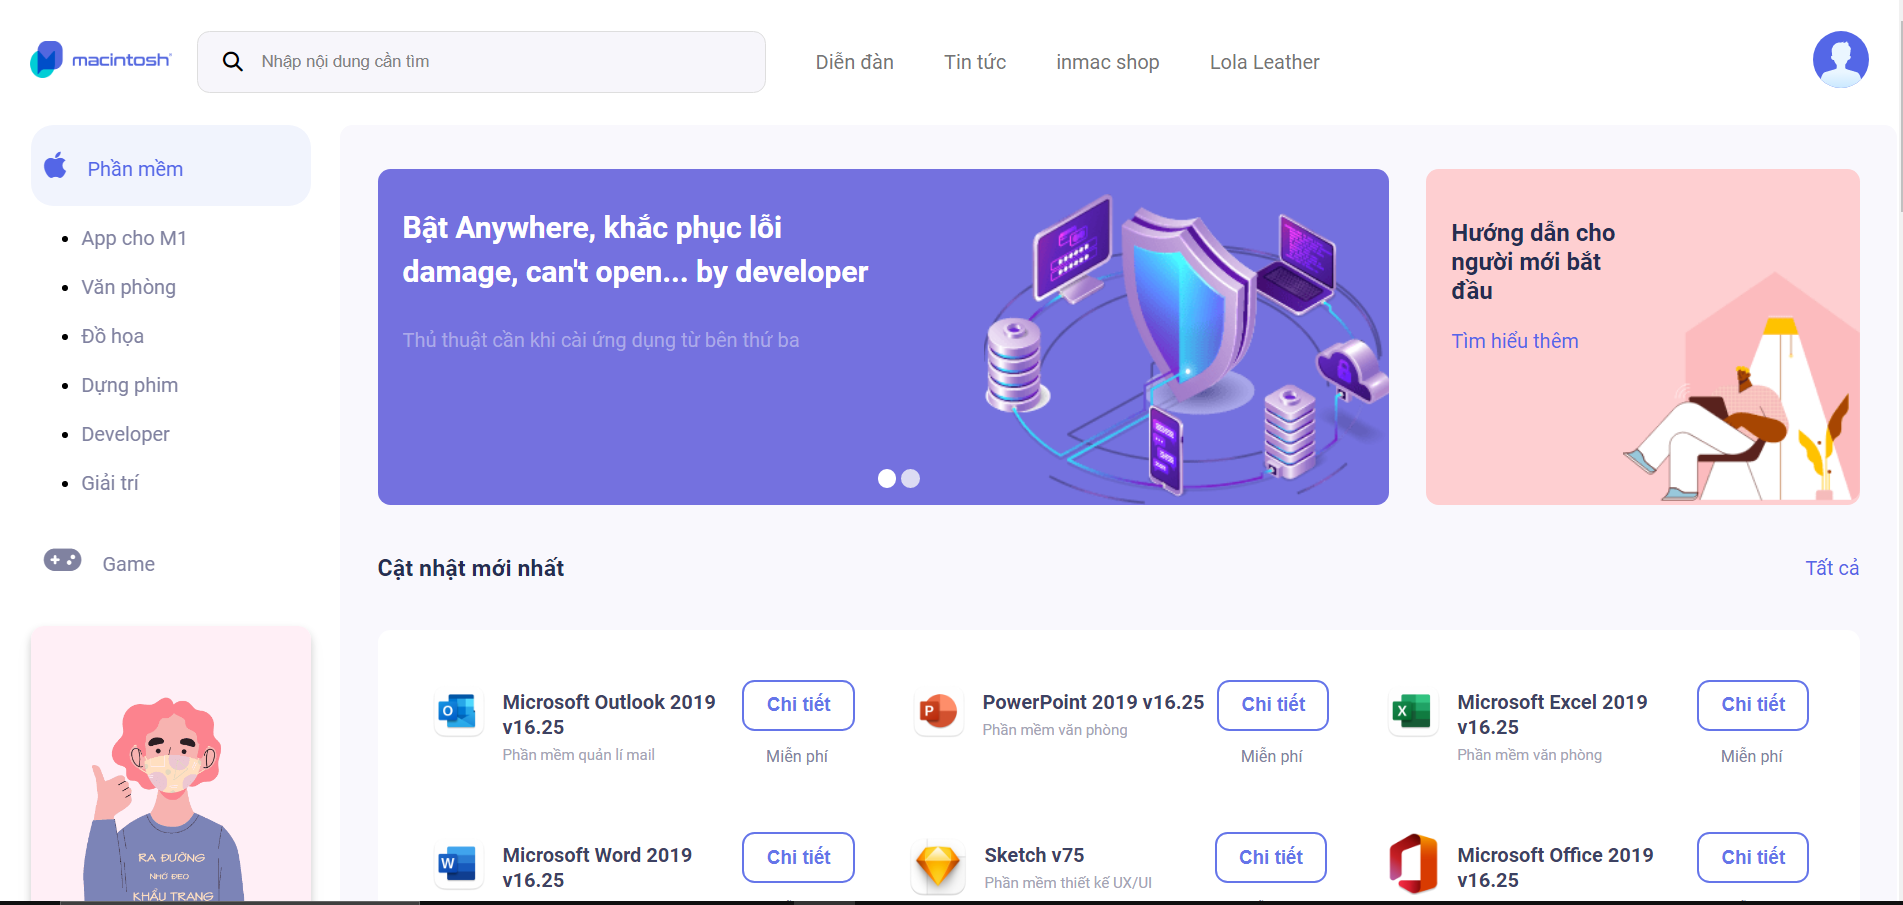 macintosh
Nhập nội dung cần tìm
Diễn đàn
Tin tức
inmac shop
Lola Leather
Phần mềm
App cho M1
Văn phòng
Đồ họa
Dựng phim
Developer
Giải trí
Game
RA ĐƯỜNG
NHỚ ĐEO
KHẨU TRANG
Bật Anywhere, khắc phục lỗi
damage, can't open... by developer
Thủ thuật cần khi cài ứng dụng từ bên thứ ba
Hướng dẫn cho
người mới bắt
đầu
Tìm hiểu thêm
Cật nhật mới nhất
Tất cả
Microsoft Outlook 2019
v16.25
Phần mềm quản lí mail
Chi tiết
Miễn phí
PowerPoint 2019 v16.25
Phần mềm văn phòng
Chi tiết
Miễn phí
Microsoft Excel 2019
v16.25
Phần mềm văn phòng
Chi tiết
Miễn phí
Microsoft Word 2019
v16.25
Chi tiết
Sketch v75
Phần mềm thiết kế UX/UI
Chi tiết
Microsoft Office 2019
v16.25
Chi tiết